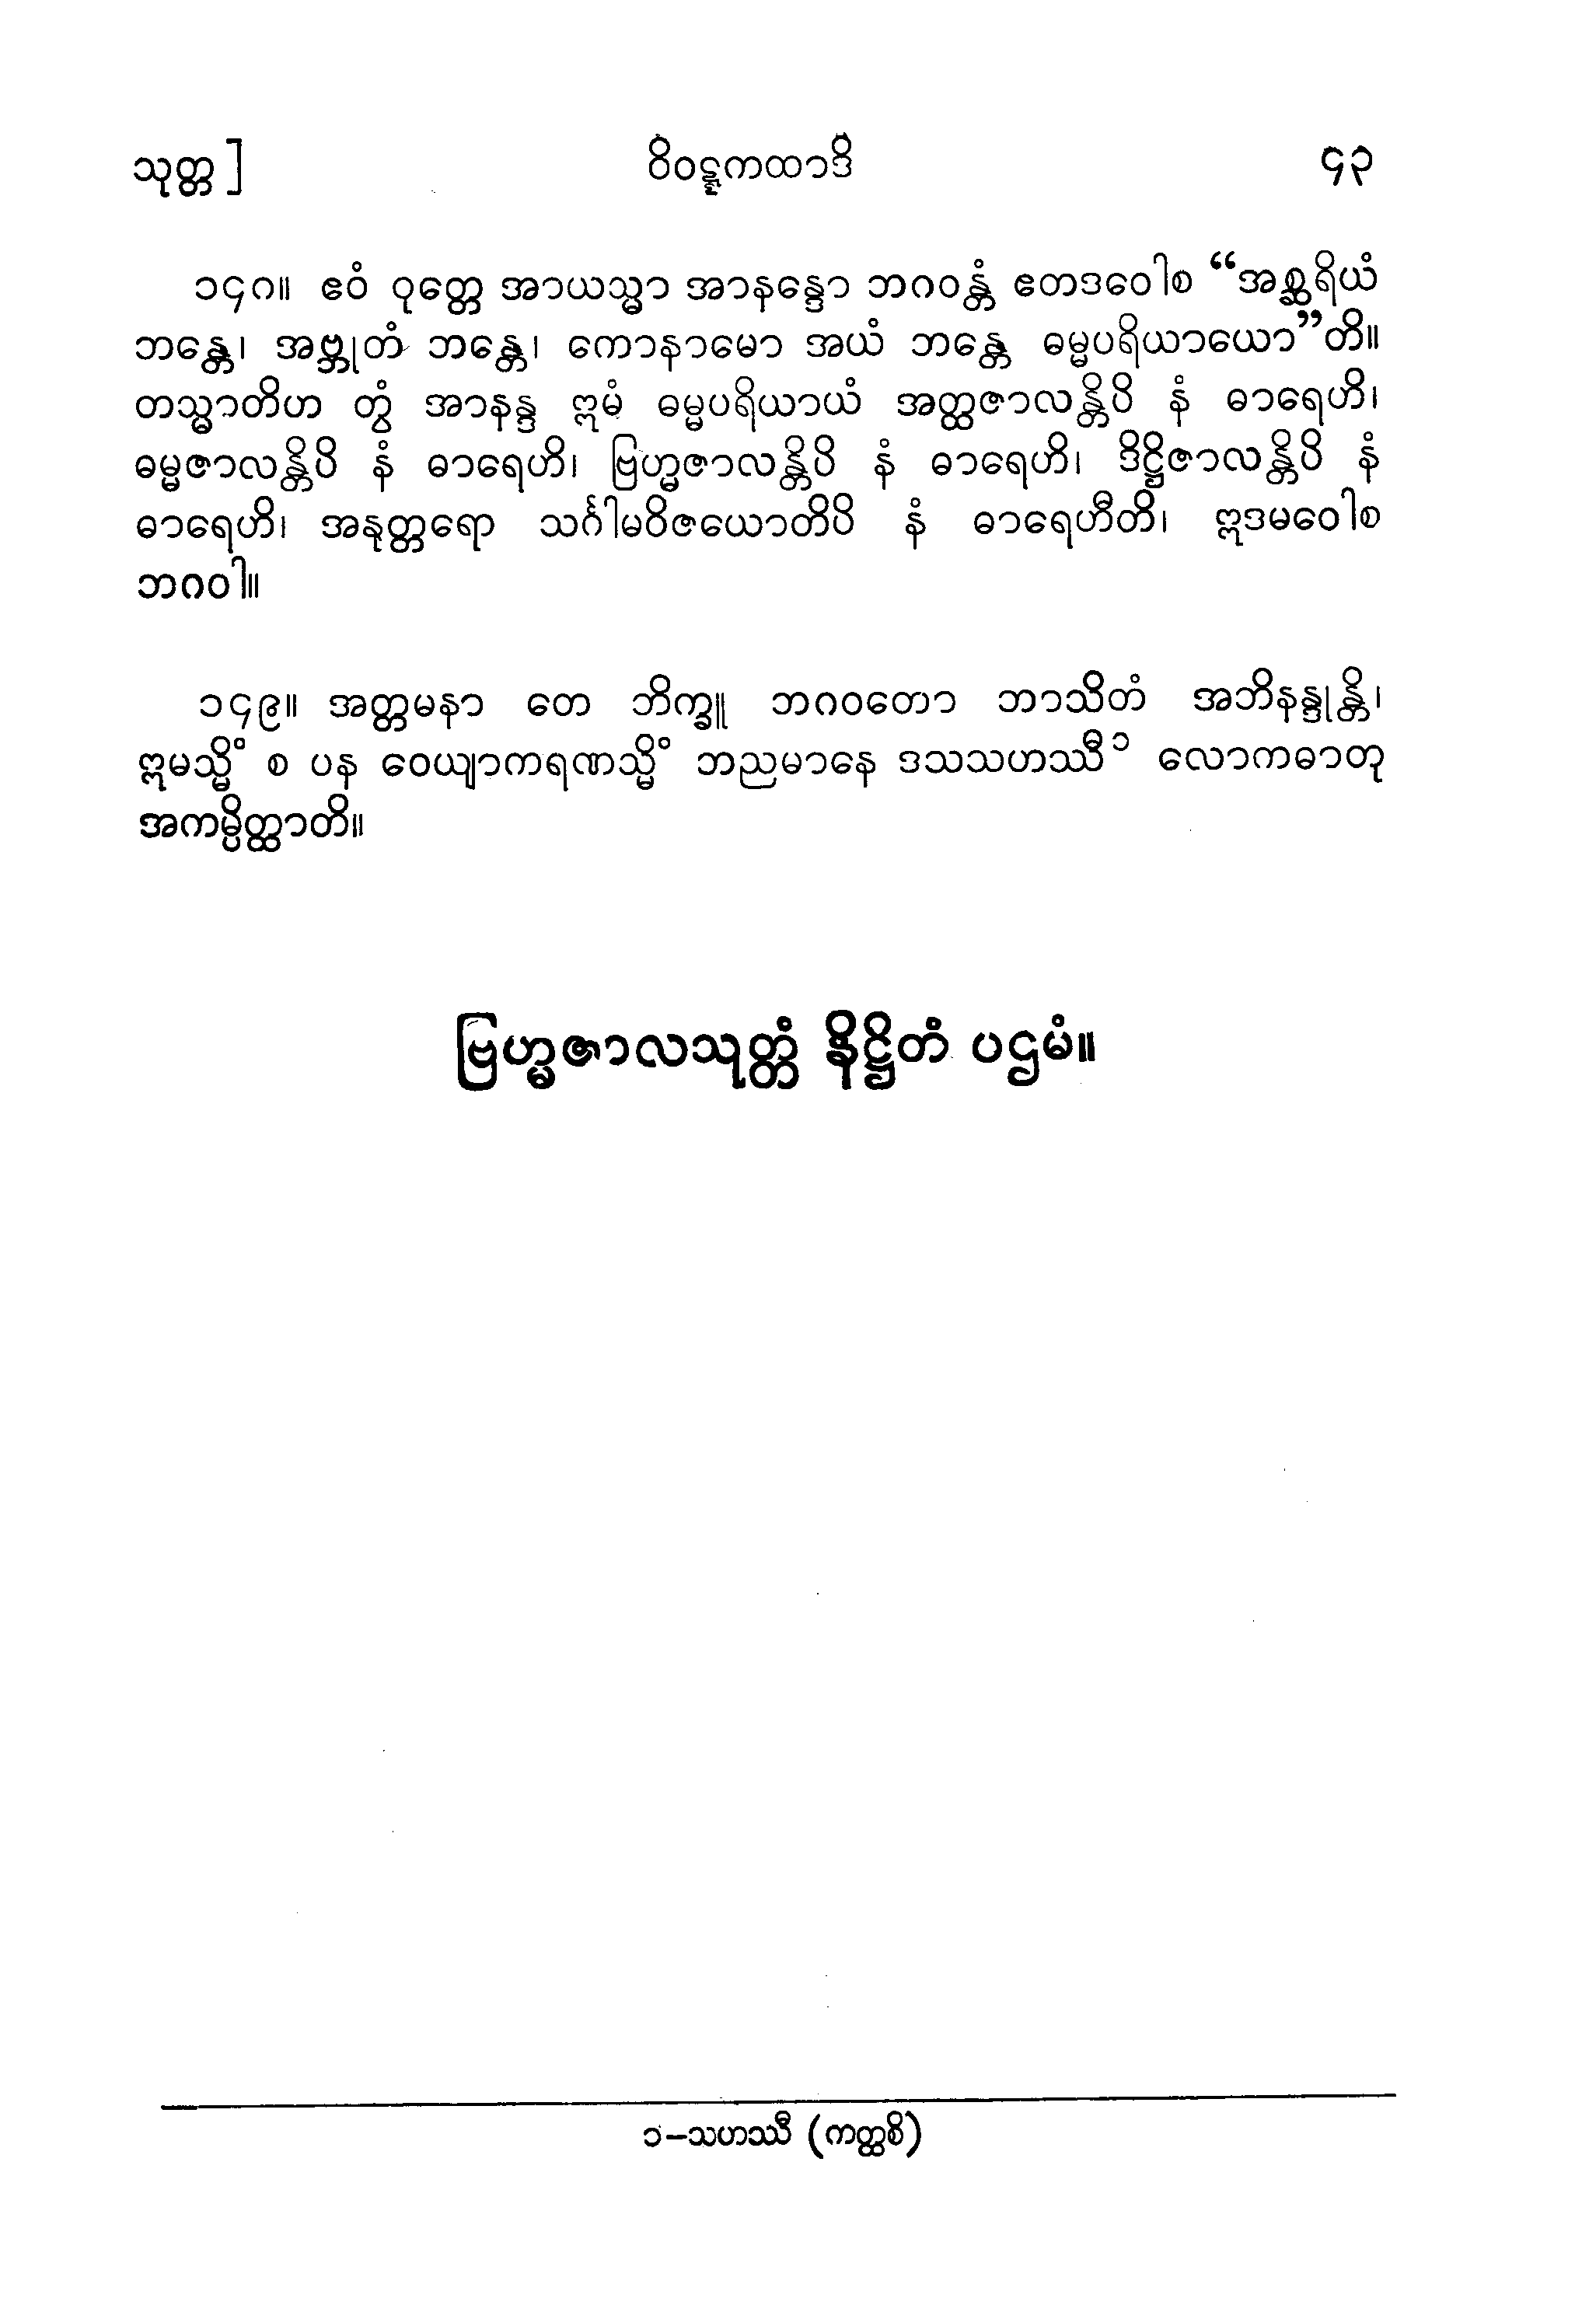 သုတ္တ ] ဝိဝဋ္ဋကထာဒိ ၄၃
၁၄၈။ ဧဝံ ဝုတ္တေ အာယသ္မာ အာနန္ဒော ဘဂဝန္တံ ဧတဒဝေါစ “အစ္ဆရိယံ
ဘန္တေ၊ အဗ္ဘုတံ ဘန္တေ၊ ကောနာမော အယံ ဘန္တေ ဓမ္မပရိယာယော”တိ။
တသ္မာတိဟ တွံ အာနန္ဒ ဣမံ ဓမ္မပရိယာယံ အတ္ထဇာလန္တိပိ နံ ဓာရေဟိ၊
ဓမ္မဇာလန္တိပိ နံ ဓာရေဟိ၊ ဗြဟ္မဇာလန္တိပိ နံ ဓာရေဟိ၊ ဒိဋ္ဌိဇာလန္တိပိ နံ
ဓာရေဟိ၊ အနုတ္တရော သင်္ဂါမဝိဇယောတိပိ နံ ဓာရေဟီတိ၊ ဣဒမဝေါစ
ဘဂဝါ။
၁၄၉။ အတ္တမနာ တေ ဘိက္ခူ ဘဂဝတော ဘာသိတံ အဘိနန္ဒုန္တိ၊
ဣမသ္မိံ စ ပန ဝေယျာကရဏသ္မိံ ဘညမာနေ ဒသသဟဿီ ၁ လောကဓာတု
အကမ္ပိတ္ထာတိ။
ဗြဟ္မဇာလသုတ္တံ နိဋ္ဌိတံ ပဌမံ။
၁–သဟဿီ (ကတ္ထစိ)